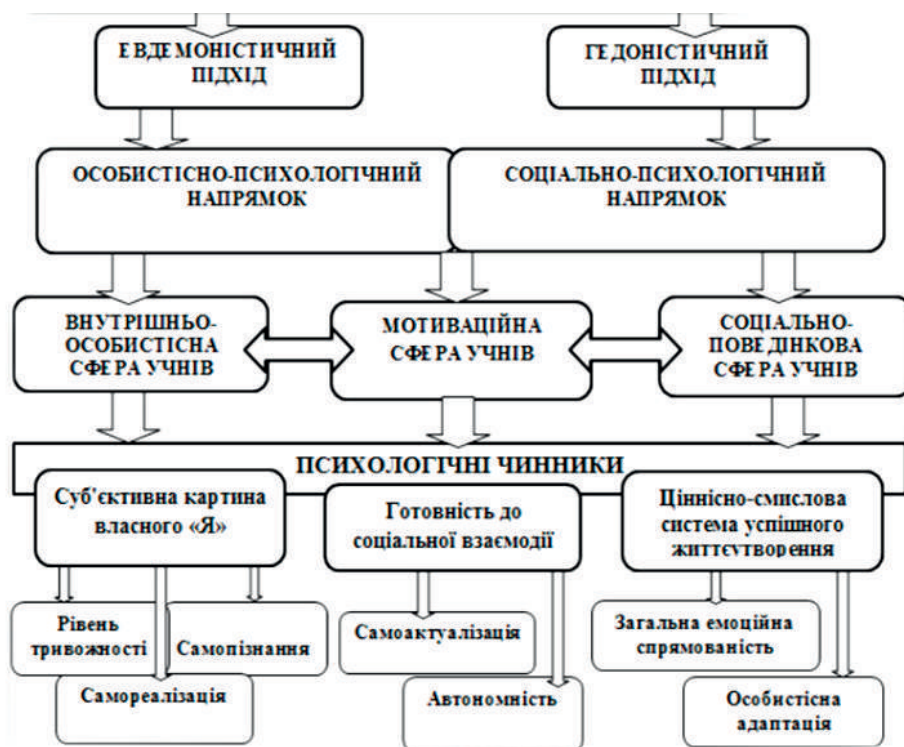 ЕВДЕМОНІСТИЧНИЙ
ПІДХІД
ГЕДОНІСТИЧНИЙ
ПІДХІД
ОСОБИСТІСНО-ПСИХОЛОГІЧНИЙ
НАПРЯМОК
СОЦІАЛЬНО-ПСИХОЛОГІЧНИЙ
НАПРЯМОК
ВНУТРІШНЬО-
ОСОБИСТІСНА
СФЕРА УЧНІВ
МОТИВАЦІЙНА
СФЕРА УЧНІВ
СОЦІАЛЬНО-
ПОВЕДІНКОВА
СФЕРА УЧНІВ
ПСИХОЛОГІЧНІ ЧИННИКИ
Суб'єктивна картина
власного «Я»
Готовність до
соціальної взаємодії
Ціннісно-смислова
система успішного
життєутворення
Рівень
тривожності
Самопізнання
Самореалізація
Самоактуалізація
Автономність
Загальна емоційна
спрямованість
Особистісна
адаптація